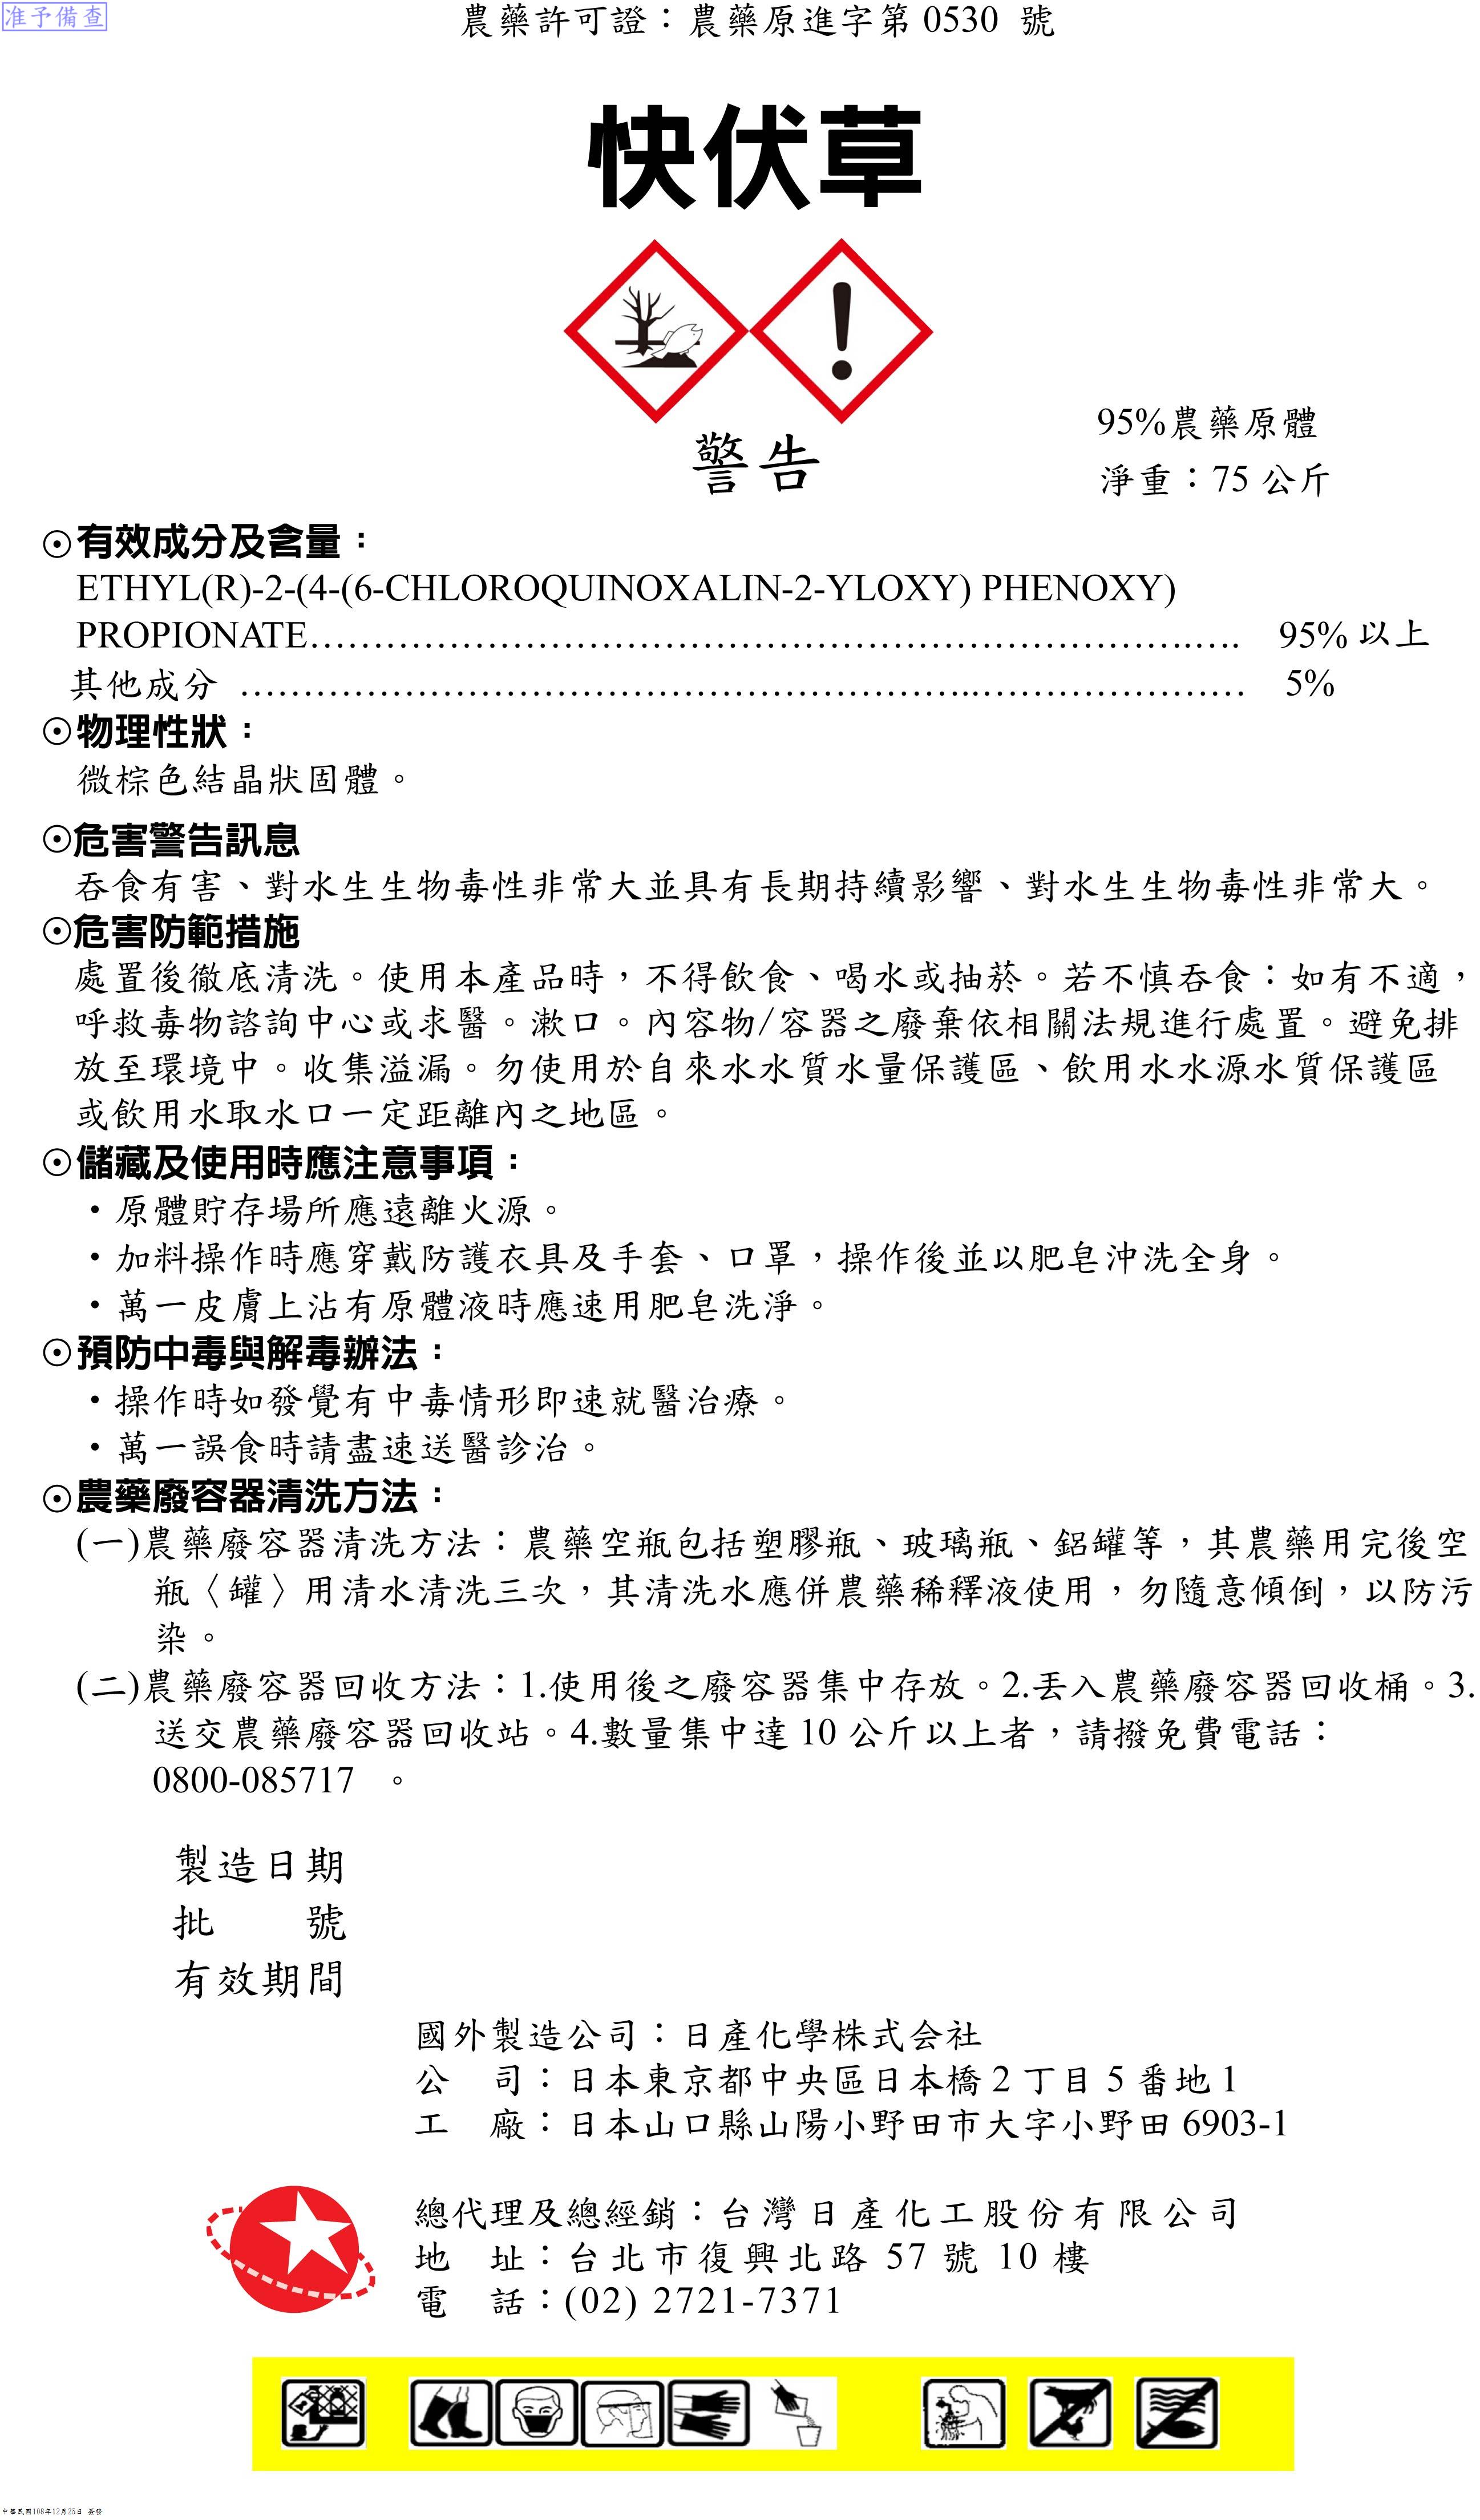 准予備查
農藥許可證：農藥原進字第 0530 號
快伏草
警告
95%農藥原體
淨重：75 公斤
⊙有效成分及含量：
ETHYL(R)-2-(4-(6-CHLOROQUINOXALIN-2-YLOXY) PHENOXY)
PROPIONATE…………………………………………………………….…. 95% 以上
其他成分 …………………………………………………..………………… 5%
⊙物理性狀：
微棕色結晶狀固體。
⊙危害警告訊息
吞食有害、對水生生物毒性非常大並具有長期持續影響、對水生生物毒性非常大。
⊙危害防範措施
處置後徹底清洗。使用本產品時，不得飲食、喝水或抽菸。若不慎吞食：如有不適，
呼救毒物諮詢中心或求醫。漱口。內容物/容器之廢棄依相關法規進行處置。避免排
放至環境中。收集溢漏。勿使用於自來水水質水量保護區、飲用水水源水質保護區
或飲用水取水口一定距離內之地區。
⊙儲藏及使用時應注意事項：
・原體貯存場所應遠離火源。
・加料操作時應穿戴防護衣具及手套、口罩，操作後並以肥皂沖洗全身。
・萬一皮膚上沾有原體液時應速用肥皂洗淨。
⊙預防中毒與解毒辦法：
・操作時如發覺有中毒情形即速就醫治療。
・萬一誤食時請盡速送醫診治。
⊙農藥廢容器清洗方法：
(一)農藥廢容器清洗方法：農藥空瓶包括塑膠瓶、玻璃瓶、鋁罐等，其農藥用完後空
瓶〈罐〉用清水清洗三次，其清洗水應併農藥稀釋液使用，勿隨意傾倒，以防污
染。
(二)農藥廢容器回收方法：1.使用後之廢容器集中存放。2.丟入農藥廢容器回收桶。3.
送交農藥廢容器回收站。4.數量集中達 10 公斤以上者，請撥免費電話：
0800-085717 。
製造日期
批 號
有效期間
國外製造公司：日產化學株式会社
公 司：日本東京都中央區日本橋 2 丁目 5 番地 1
工 廠：日本山口縣山陽小野田市大字小野田 6903-1
總代理及總經銷：台灣日產化工股份有限公司
地 址：台北市復興北路 57 號 10 樓
電 話：(02) 2721-7371
中華民國108年12月25日 簽發